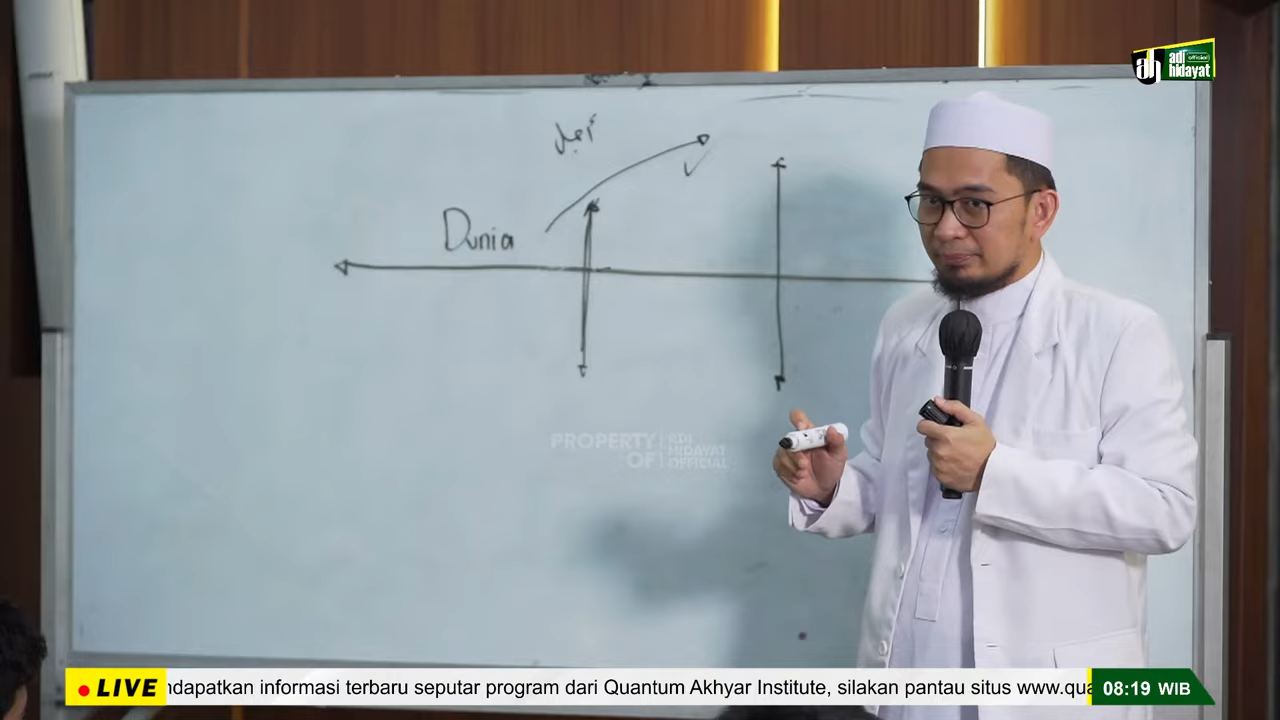 ah adi hidayat official
أجل
Dunia
PROPERTY OF ADI HIDAYAT OFFICIAL
LIVE
ndapatkan informasi terbaru seputar program dari Quantum Akhyar Institute, silakan pantau situs www.qua
08:19 WIB